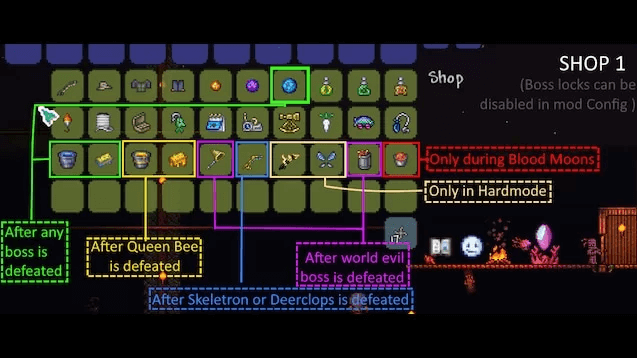 SHOP 1
Shop
(Boss locks can be
disabled in mod Config)
Only during Blood Moons
Only in Hardmode
After any
boss is
defeated
After Queen Bee
is defeated
After world evil
boss is defeated
After Skeletron or Deerclops is defeated